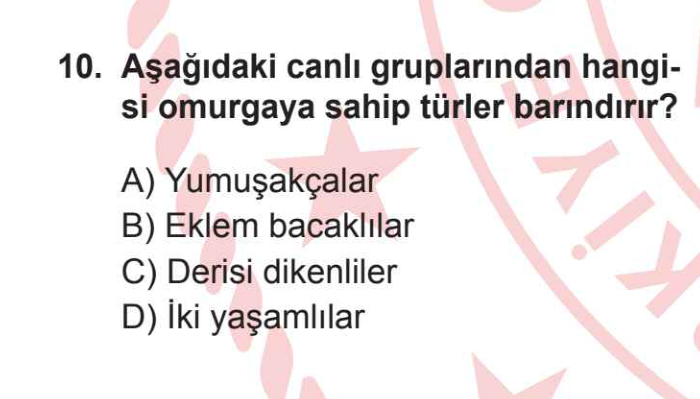 10. Aşağıdaki canlı gruplarından hangi-
si omurgaya sahip türler barındırır?
A) Yumuşakçalar
B) Eklem bacaklılar
C) Derisi dikenliler
D) İki yaşamlılar